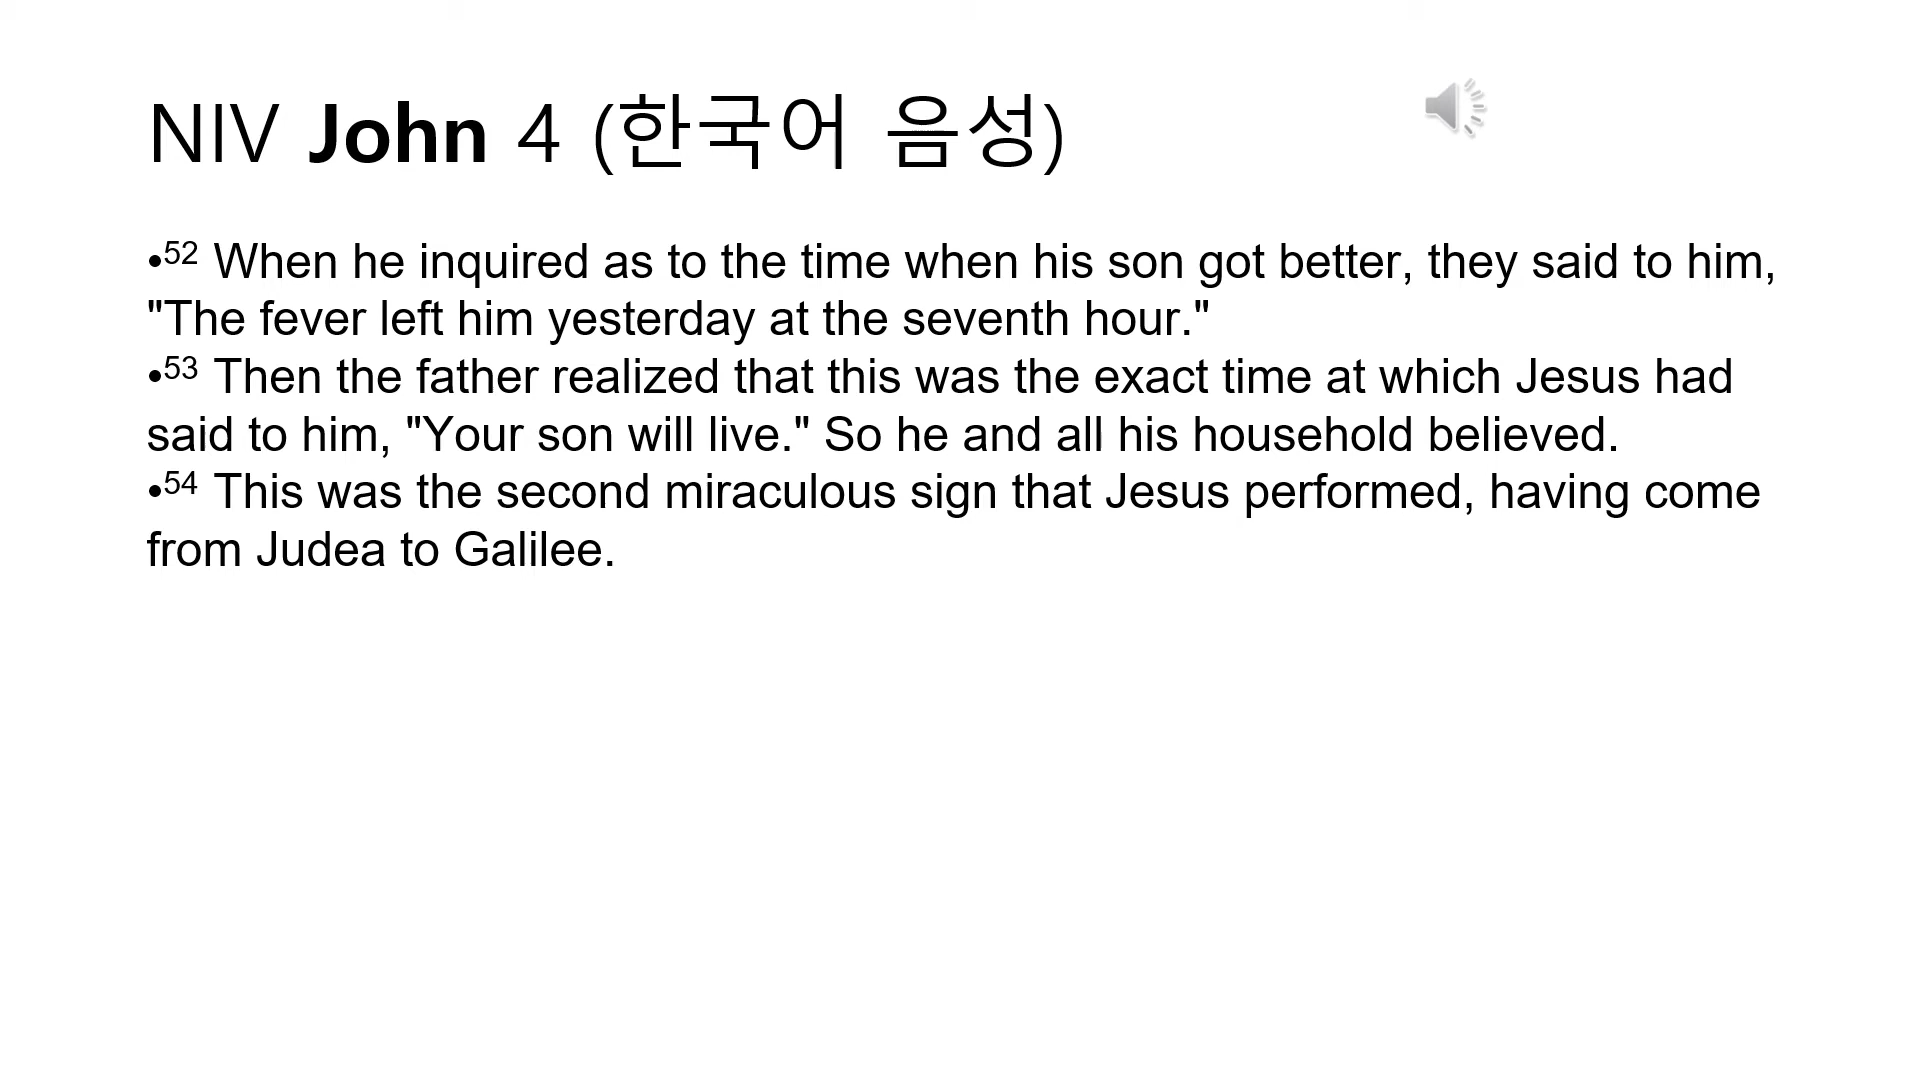 NIV John 4 (한국어 음성)
•52 When he inquired as to the time when his son got better, they said to him,
"The fever left him yesterday at the seventh hour."
•53 Then the father realized that this was the exact time at which Jesus had
said to him, "Your son will live." So he and all his household believed.
•54 This was the second miraculous sign that Jesus performed, having come
from Judea to Galilee.